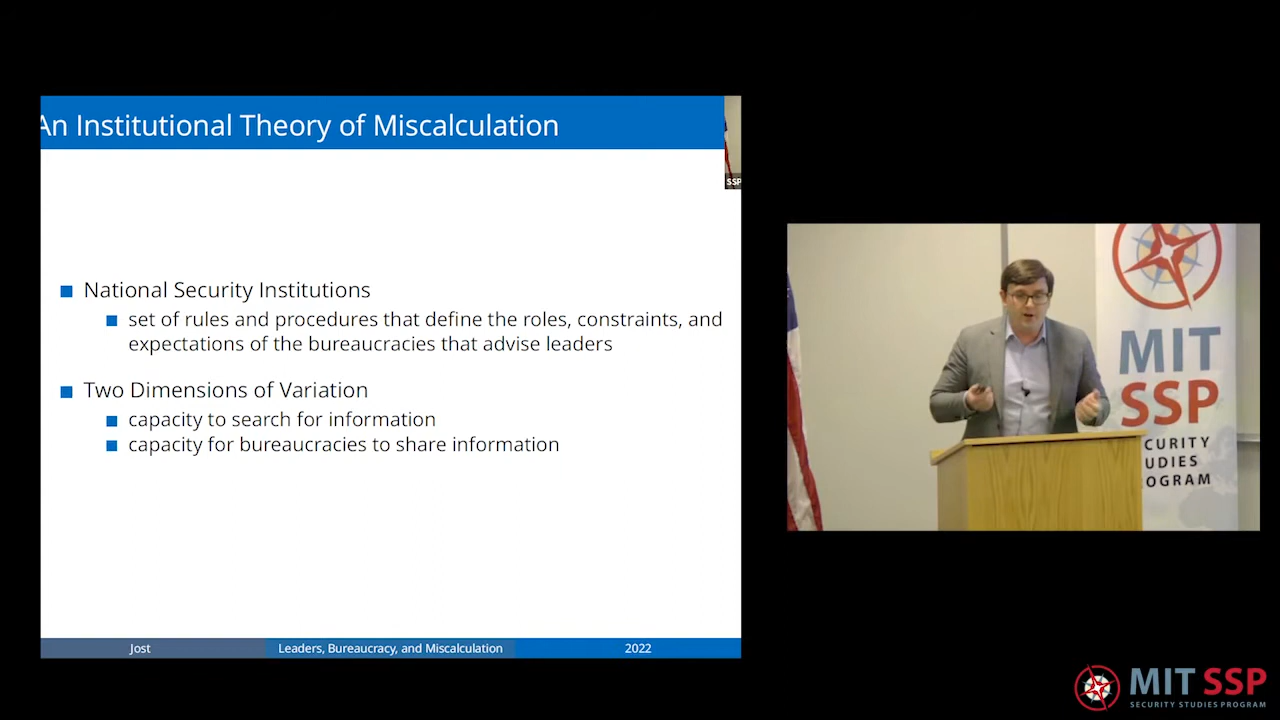 An Institutional Theory of Miscalculation
SSP
National Security Institutions
set of rules and procedures that define the roles, constraints, and
expectations of the bureaucracies that advise leaders
Two Dimensions of Variation
capacity to search for information
capacity for bureaucracies to share information
Jost
Leaders, Bureaucracy, and Miscalculation
2022
MIT
SSP
CURITY
UDIES
OGRAM
MIT SSP
SECURITY STUDIES PROGRAM